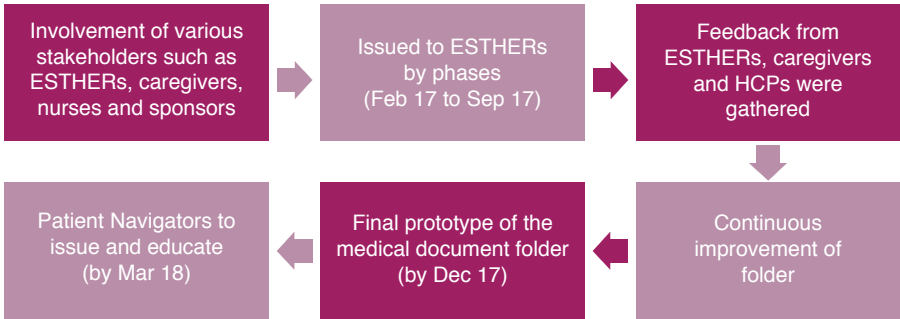 Involvement of various
stakeholders such as
ESTHERs, caregivers,
nurses and sponsors
Issued to ESTHERs
by phases
(Feb 17 to Sep 17)
Feedback from
ESTHERs, caregivers
and HCPs were
gathered
Continuous
improvement of
folder
Final prototype of the
medical document folder
(by Dec 17)
Patient Navigators to
issue and educate
(by Mar 18)